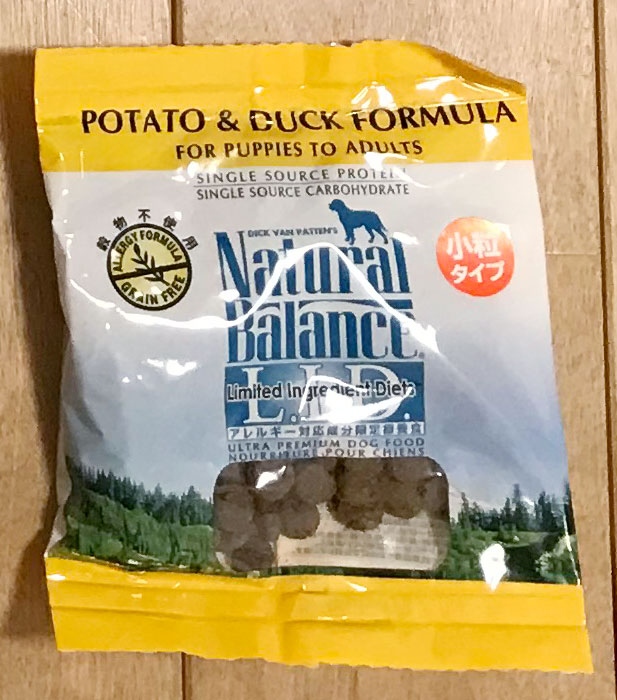 POTATO & DUCK FORMULA
FOR PUPPIES TO ADULTS
SINGLE SOURCE PROTEIN
SINGLE SOURCE CARBOHYDRATE
穀物不使用
ALLERGY FORMULA
GRAIN FREE
DICK VAN PATTEN'S
Natural
Balance®
小粒
タイプ
Limited Ingredient Diets
L.I.D.
アレルギー対応成分限定総善食
ULTRA PREMIUM DOG FOOD
NOURRITURE POUR CHIENS